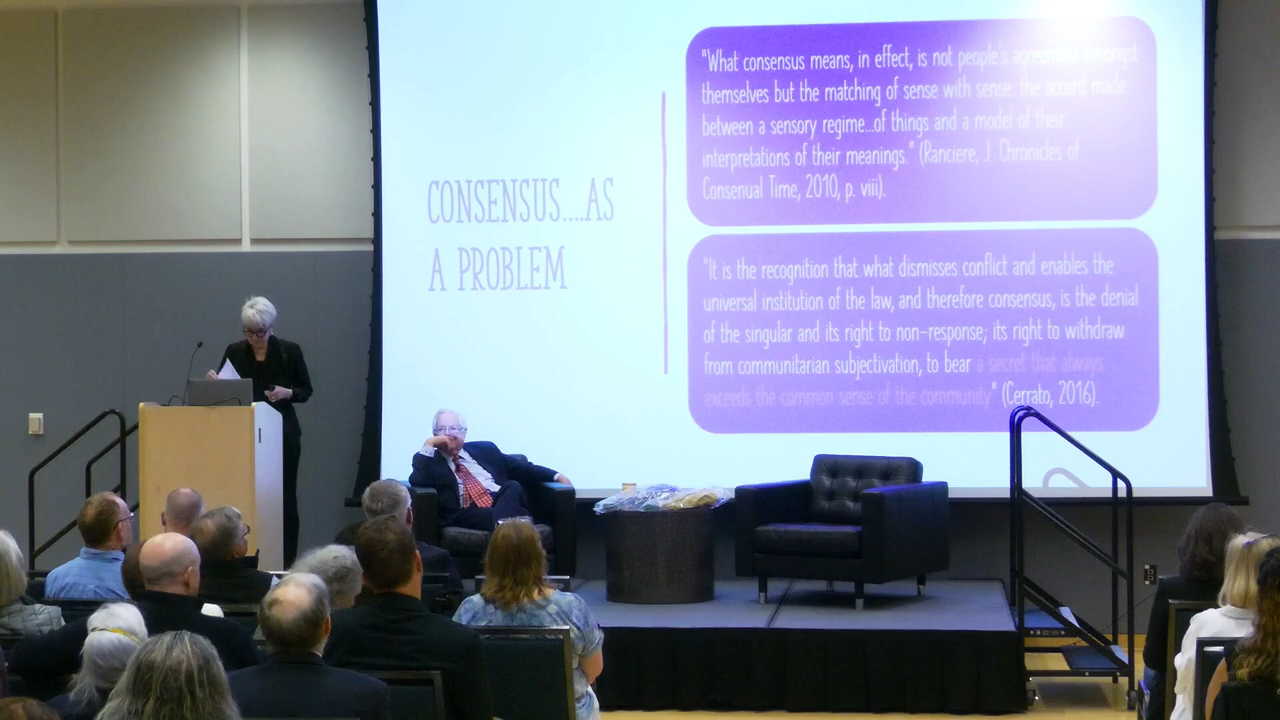 CONSENSUS....AS
A PROBLEM
"What consensus means, in effect, is not people's agreement amongst
themselves but the matching of sense with sense: the accord made
between a sensory regime...of things and a model of their
interpretations of their meanings." (Ranciere, J. Chronicles of
Consenual Time, 2010, p. viii).
"It is the recognition that what dismisses conflict and enables the
universal institution of the law, and therefore consensus, is the denial
of the singular and its right to non-response; its right to withdraw
from communitarian subjectivation, to bear a secret that always
exceeds the common sense of the community" (Cerrato, 2016).